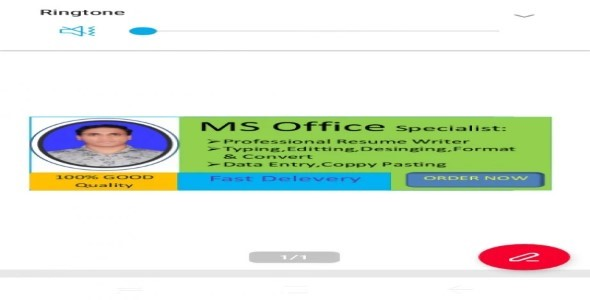 Ringtone
MS Office Specialist:
➢Professional Resume Writer
➢Typing,Editting,Desinging,Format
& Convert
➢Data Entry,Coppy Pasting
100% GOOD
Quality
Fast Delevery
ORDER NOW
1/1